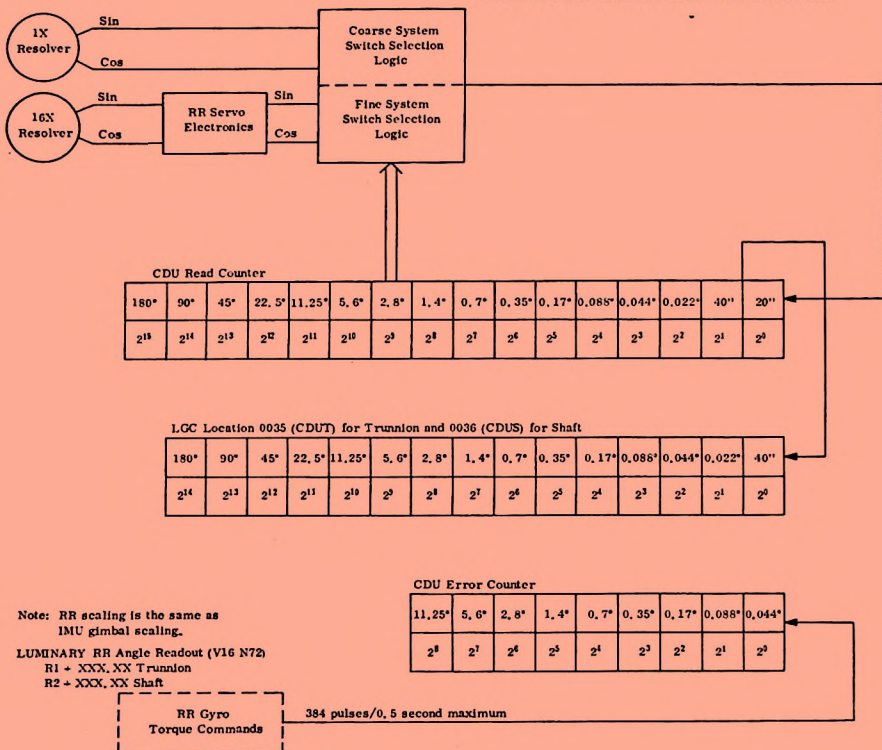 1X
Resolver
Sin
Cos
Coarse System
Switch Selection
Logic
16X
Resolver
Sin
Cos
RR Servo
Electronics
Sin
Cos
Fine System
Switch Selection
Logic
CDU Read Counter
180° 90° 45° 22.5° 11.25° 5.6° 2.8° 1.4° 0.7° 0.35° 0.17° 0.088° 0.044° 0.022° 40" 20"
2¹⁵ 2¹⁴ 2¹³ 2¹² 2¹¹ 2¹⁰ 2⁹ 2⁸ 2⁷ 2⁶ 2⁵ 2⁴ 2³ 2² 2¹ 2⁰
LGC Location 0035 (CDUT) for Trunnion and 0036 (CDUS) for Shaft
180° 90° 45° 22.5° 11.25° 5.6° 2.8° 1.4° 0.7° 0.35° 0.17° 0.088° 0.044° 0.022° 40"
2¹⁴ 2¹³ 2¹² 2¹¹ 2¹⁰ 2⁹ 2⁸ 2⁷ 2⁶ 2⁵ 2⁴ 2³ 2² 2¹ 2⁰
CDU Error Counter
11.25° 5.6° 2.8° 1.4° 0.7° 0.35° 0.17° 0.088° 0.044°
2⁸ 2⁷ 2⁶ 2⁵ 2⁴ 2³ 2² 2¹ 2⁰
Note: RR scaling is the same as
IMU gimbal scaling.
LUMINARY RR Angle Readout (V16 N72)
R1 + XXX.XX Trunnion
R2 + XXX.XX Shaft
RR Gyro
Torque Commands
384 pulses/0.5 second maximum